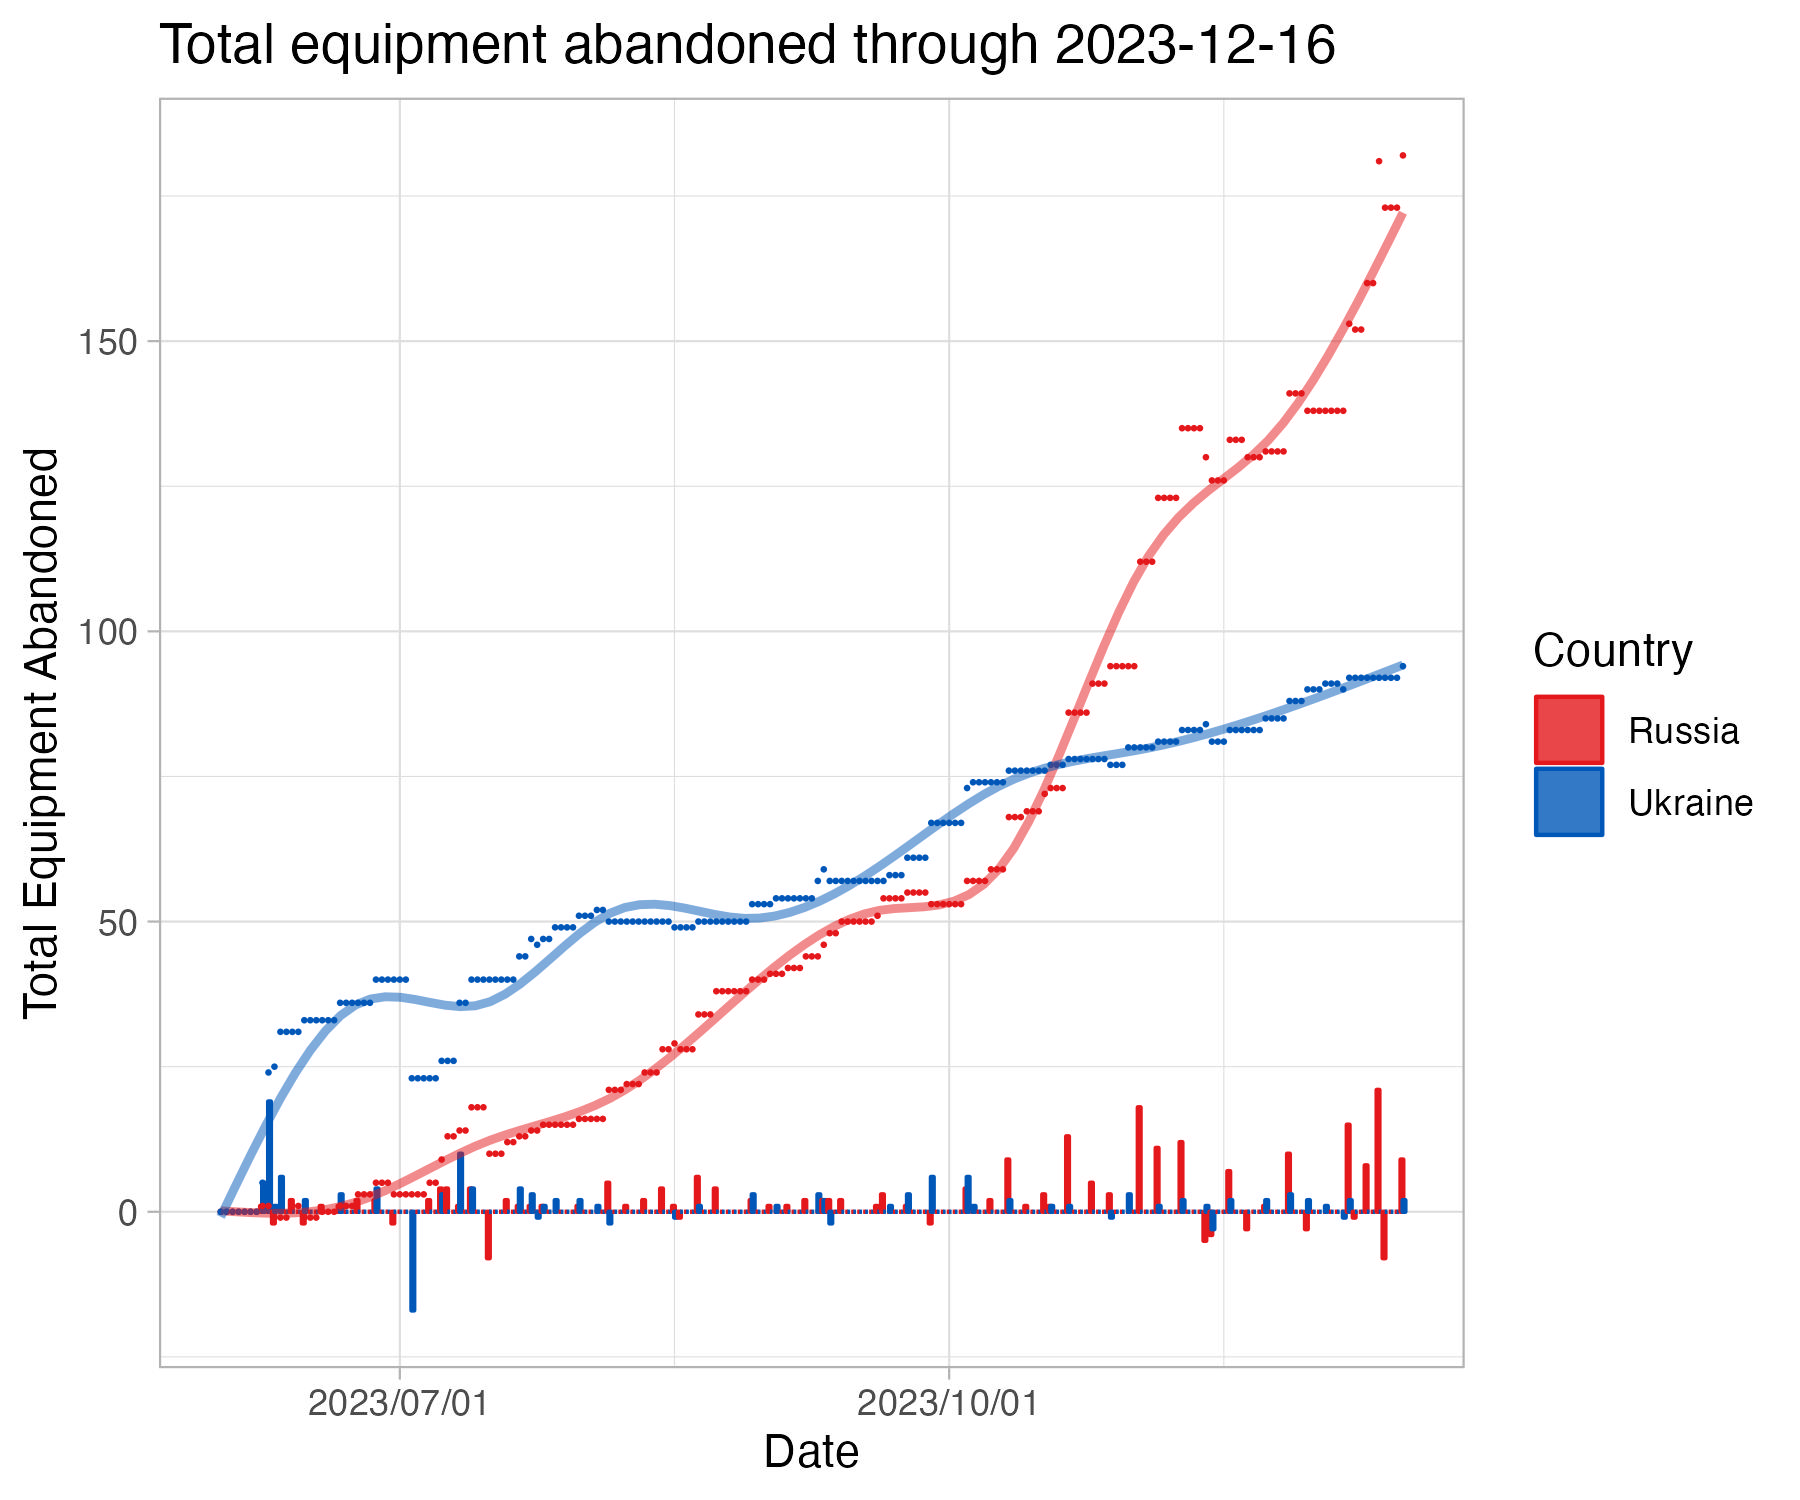 Total equipment abandoned through 2023-12-16
Total Equipment Abandoned
150
100
50
0
2023/07/01
2023/10/01
Date
Country
Russia
Ukraine